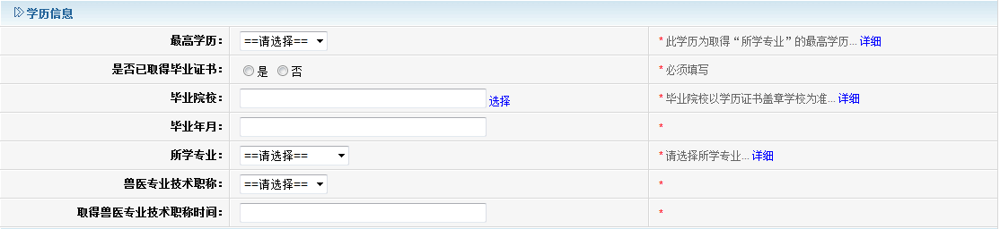 学历信息
最高学历： ==请选择== * 此学历为取得“所学专业”的最高学历... 详细
是否已取得毕业证书： 是 否 * 必须填写
毕业院校： 选择 * 毕业院校以学历证书盖章学校为准... 详细
毕业年月： *
所学专业： ==请选择== * 请选择所学专业... 详细
兽医专业技术职称： ==请选择== *
取得兽医专业技术职称时间： *